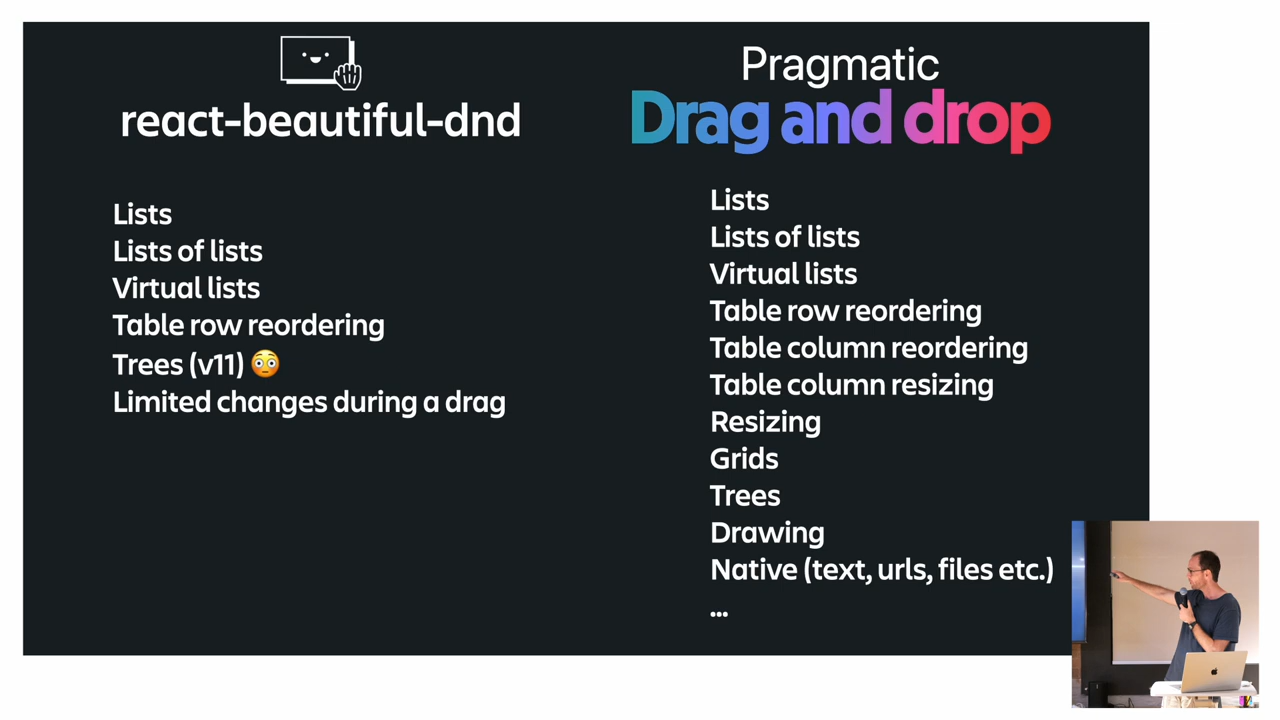 react-beautiful-dnd
Lists
Lists of lists
Virtual lists
Table row reordering
Trees (v11) 😳
Limited changes during a drag
Pragmatic
Drag and drop
Lists
Lists of lists
Virtual lists
Table row reordering
Table column reordering
Table column resizing
Resizing
Grids
Trees
Drawing
Native (text, urls, files etc.)
...